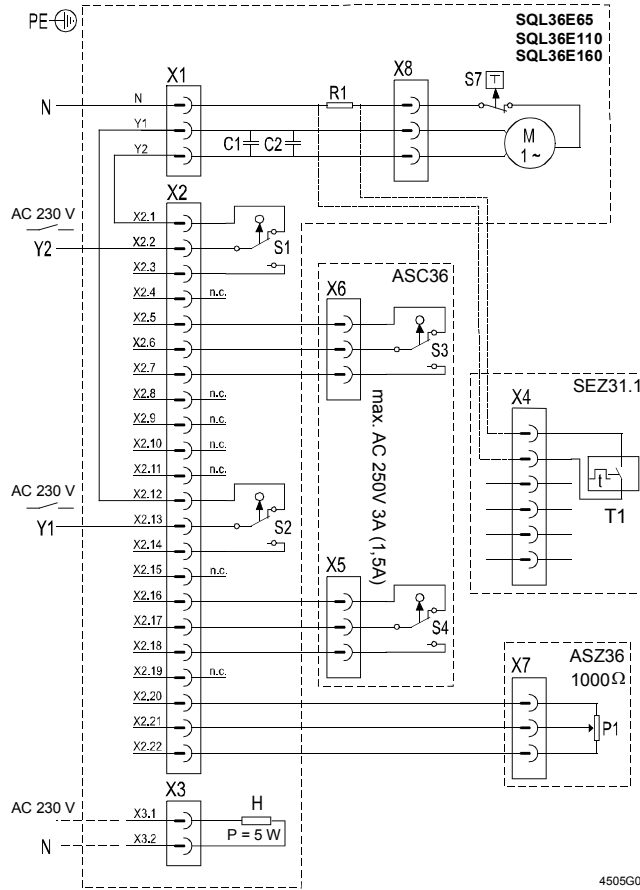 PE
SQL36E65
SQL36E110
SQL36E160
X1
R1
X8
S7
T
N
N
Y1
Y2
C1
C2
M
1 ~
X2
AC 230 V
Y2
X2.1
X2.2
X2.3
X2.4
n.c.
X2.5
X2.6
X2.7
X2.8
n.c.
X2.9
n.c.
X2.10
n.c.
X2.11
n.c.
X2.12
X2.13
X2.14
X2.15
n.c.
X2.16
X2.17
X2.18
X2.19
n.c.
X2.20
X2.21
X2.22
S1
AC 230 V
Y1
S2
ASC36
X6
S3
max. AC 250V 3A (1,5A)
X5
S4
SEZ31.1
X4
t
T1
ASZ36
1000Ω
X7
P1
X3
AC 230 V
X3.1
H
N
X3.2
P = 5 W